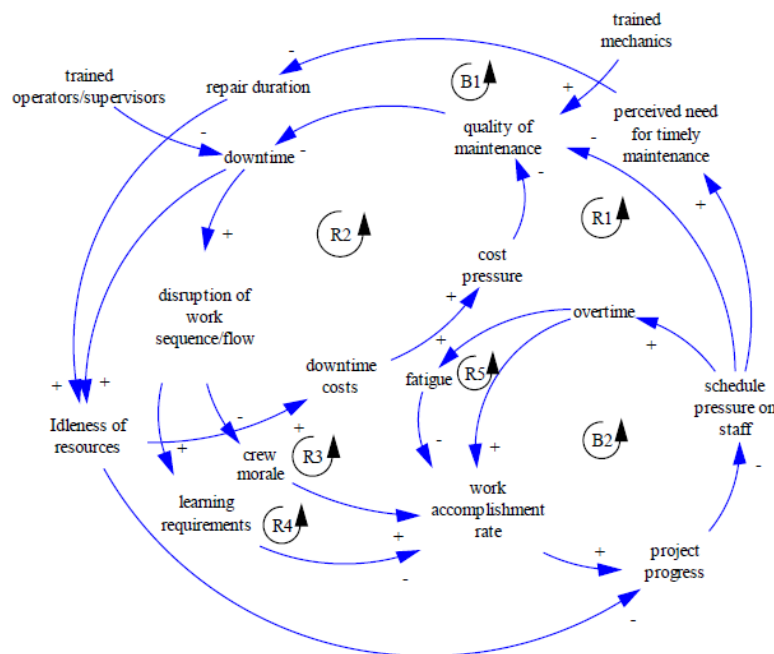 trained
mechanics
-
trained
operators/supervisors
repair duration
B1
+
perceived need
for timely
maintenance
-
quality of
maintenance
-
-
downtime
-
-
+
R1
R2
+
cost
pressure
disruption of
work
sequence/flow
+
overtime
+
+
downtime
costs
fatigue
R5
schedule
pressure on
staff
+
+
Idleness of
resources
-
+
+
-
+
B2
crew
morale
R3
-
work
accomplishment
rate
learning
requirements
R4
+
-
+
project
progress
-